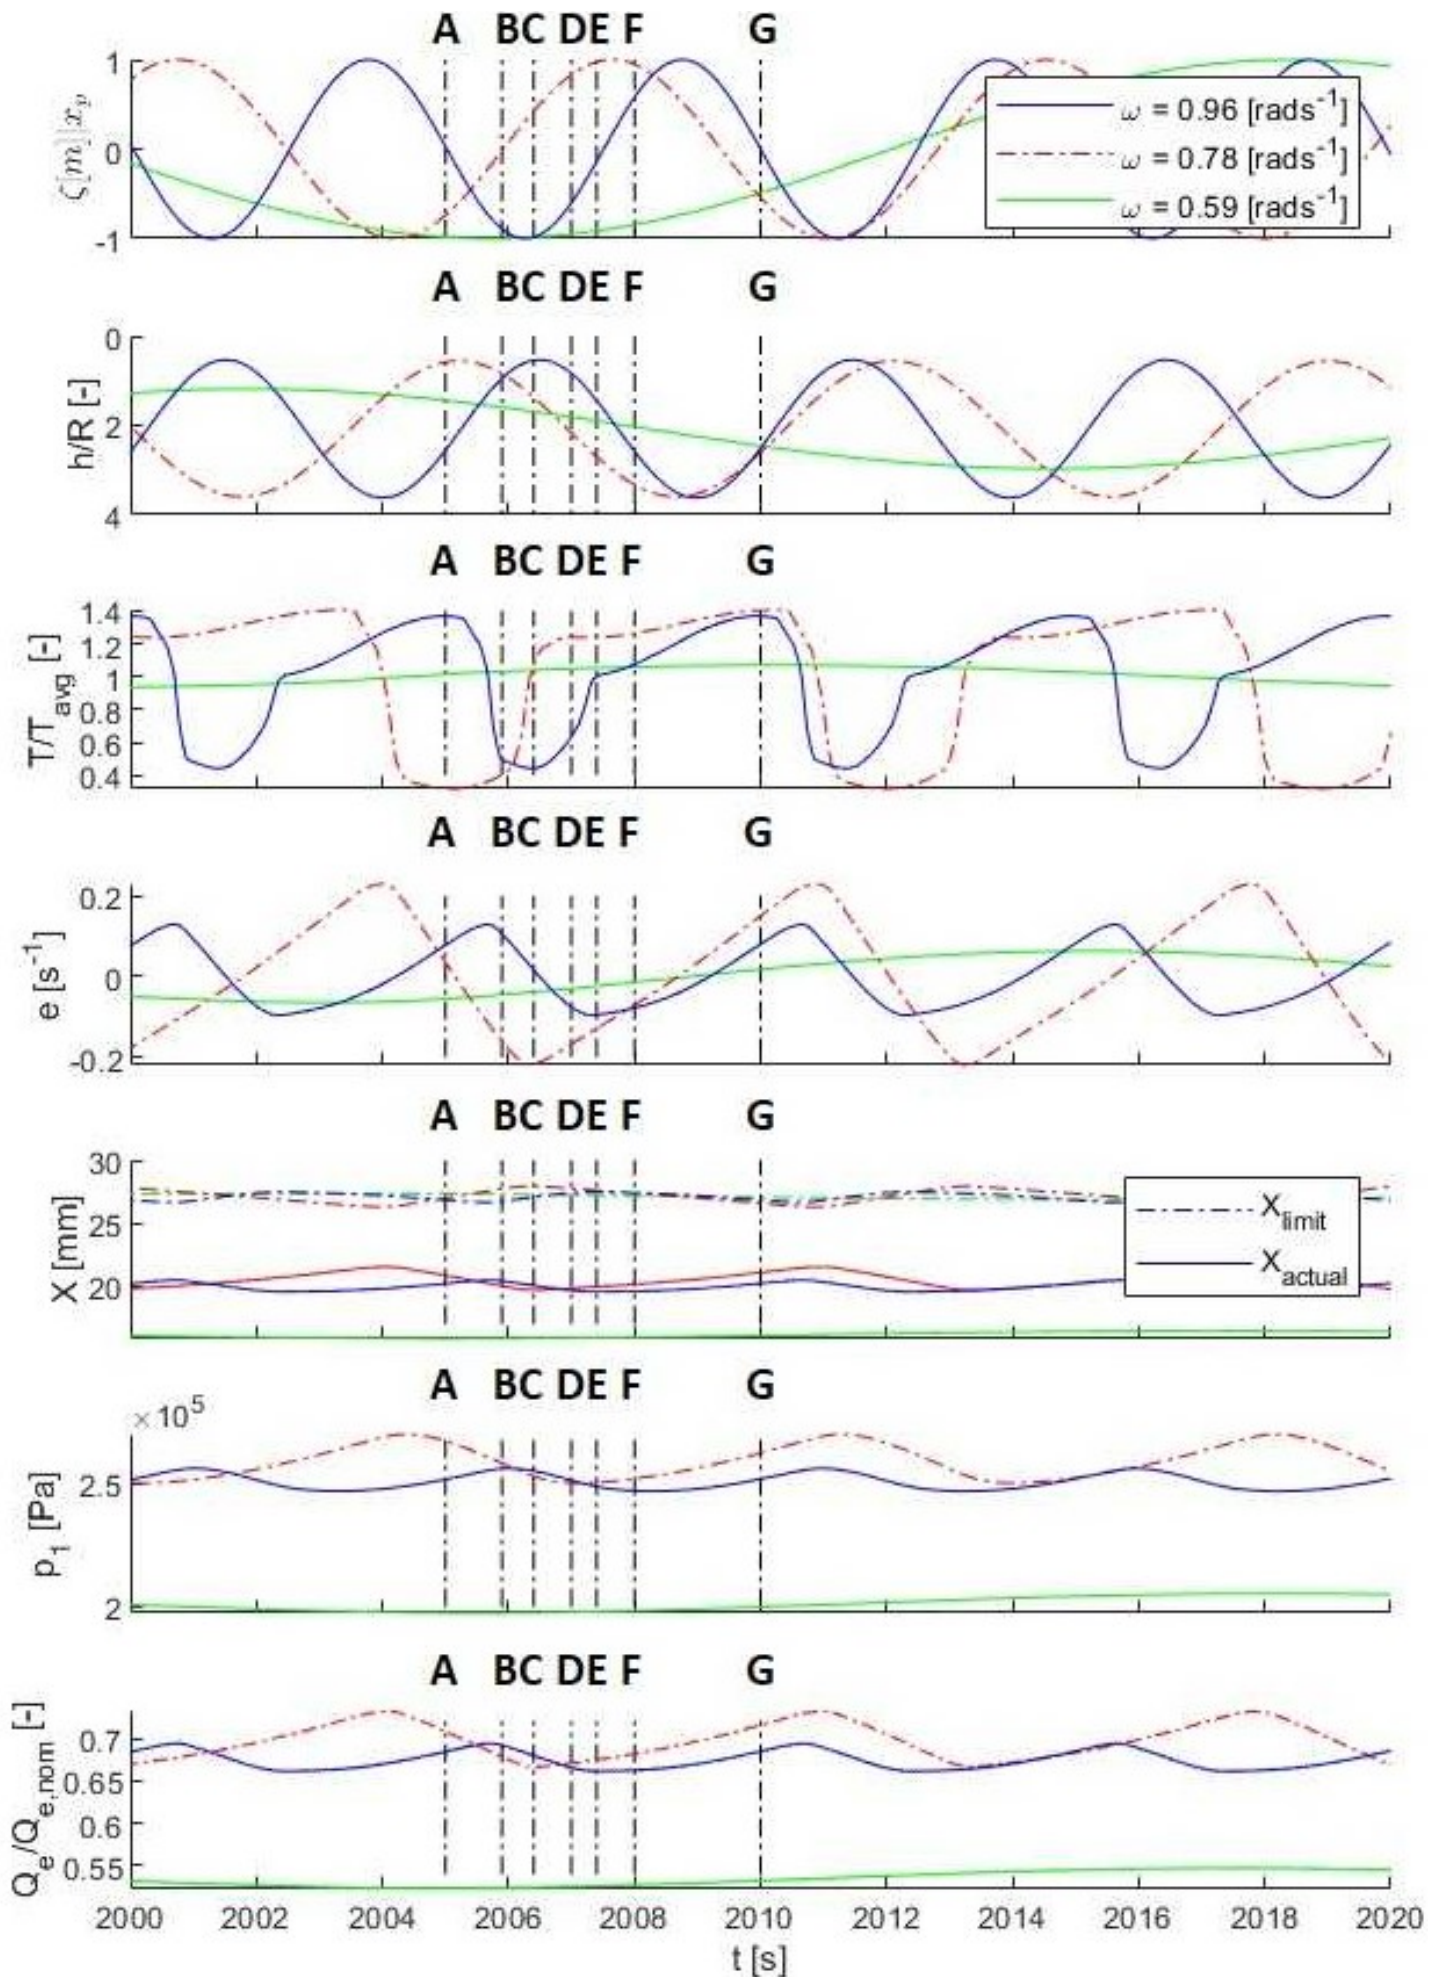 A BC DE F G
1
0
-1
ζ[m]|x_p
ω = 0.96 [rads⁻¹]
ω = 0.78 [rads⁻¹]
ω = 0.59 [rads⁻¹]
A BC DE F G
0
2
4
h/R [-]
A BC DE F G
1.4
1.2
1
0.8
0.6
0.4
T/T_avg [-]
A BC DE F G
0.2
0
-0.2
e [s⁻¹]
A BC DE F G
30
25
20
X [mm]
X_limit
X_actual
A BC DE F G
×10⁵
2.5
2
p₁ [Pa]
A BC DE F G
0.7
0.65
0.6
0.55
Q_e/Q_e,nom [-]
2000 2002 2004 2006 2008 2010 2012 2014 2016 2018 2020
t [s]